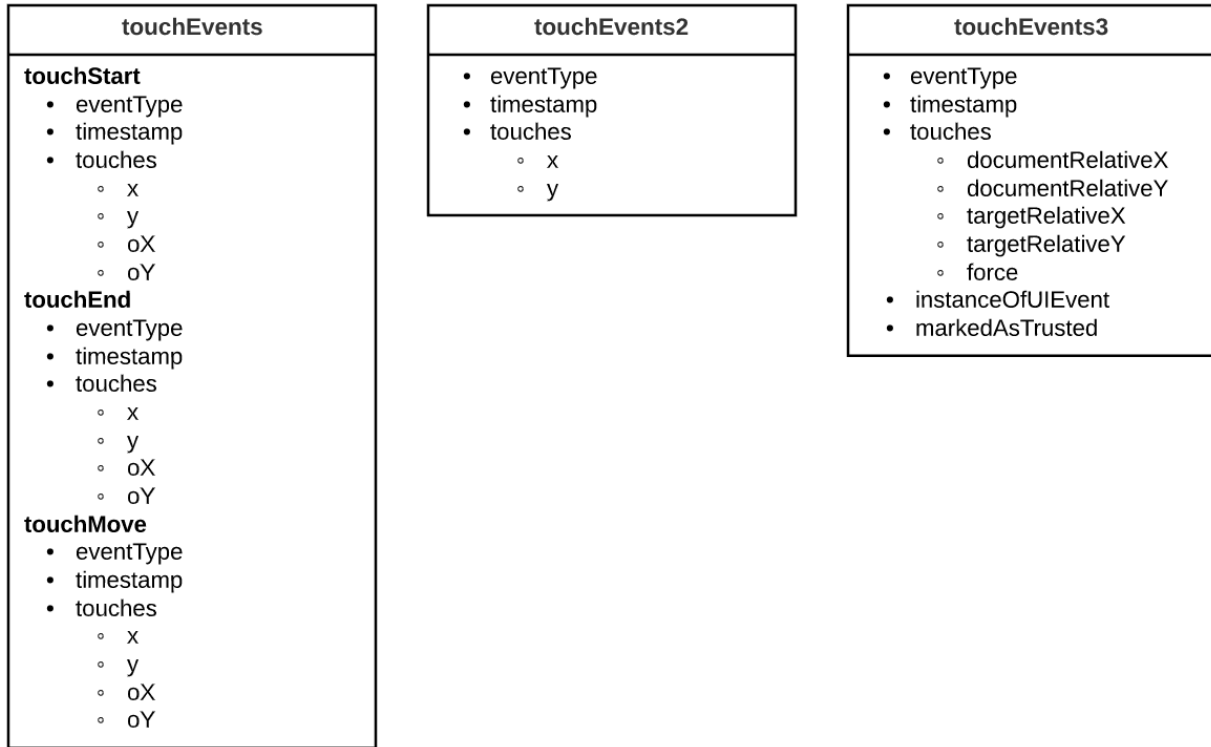 touchEvents
touchStart
• eventType
• timestamp
• touches
◦ x
◦ y
◦ oX
◦ oY
touchEnd
• eventType
• timestamp
• touches
◦ x
◦ y
◦ oX
◦ oY
touchMove
• eventType
• timestamp
• touches
◦ x
◦ y
◦ oX
◦ oY
touchEvents2
• eventType
• timestamp
• touches
◦ x
◦ y
touchEvents3
• eventType
• timestamp
• touches
◦ documentRelativeX
◦ documentRelativeY
◦ targetRelativeX
◦ targetRelativeY
◦ force
• instanceOfUIEvent
• markedAsTrusted